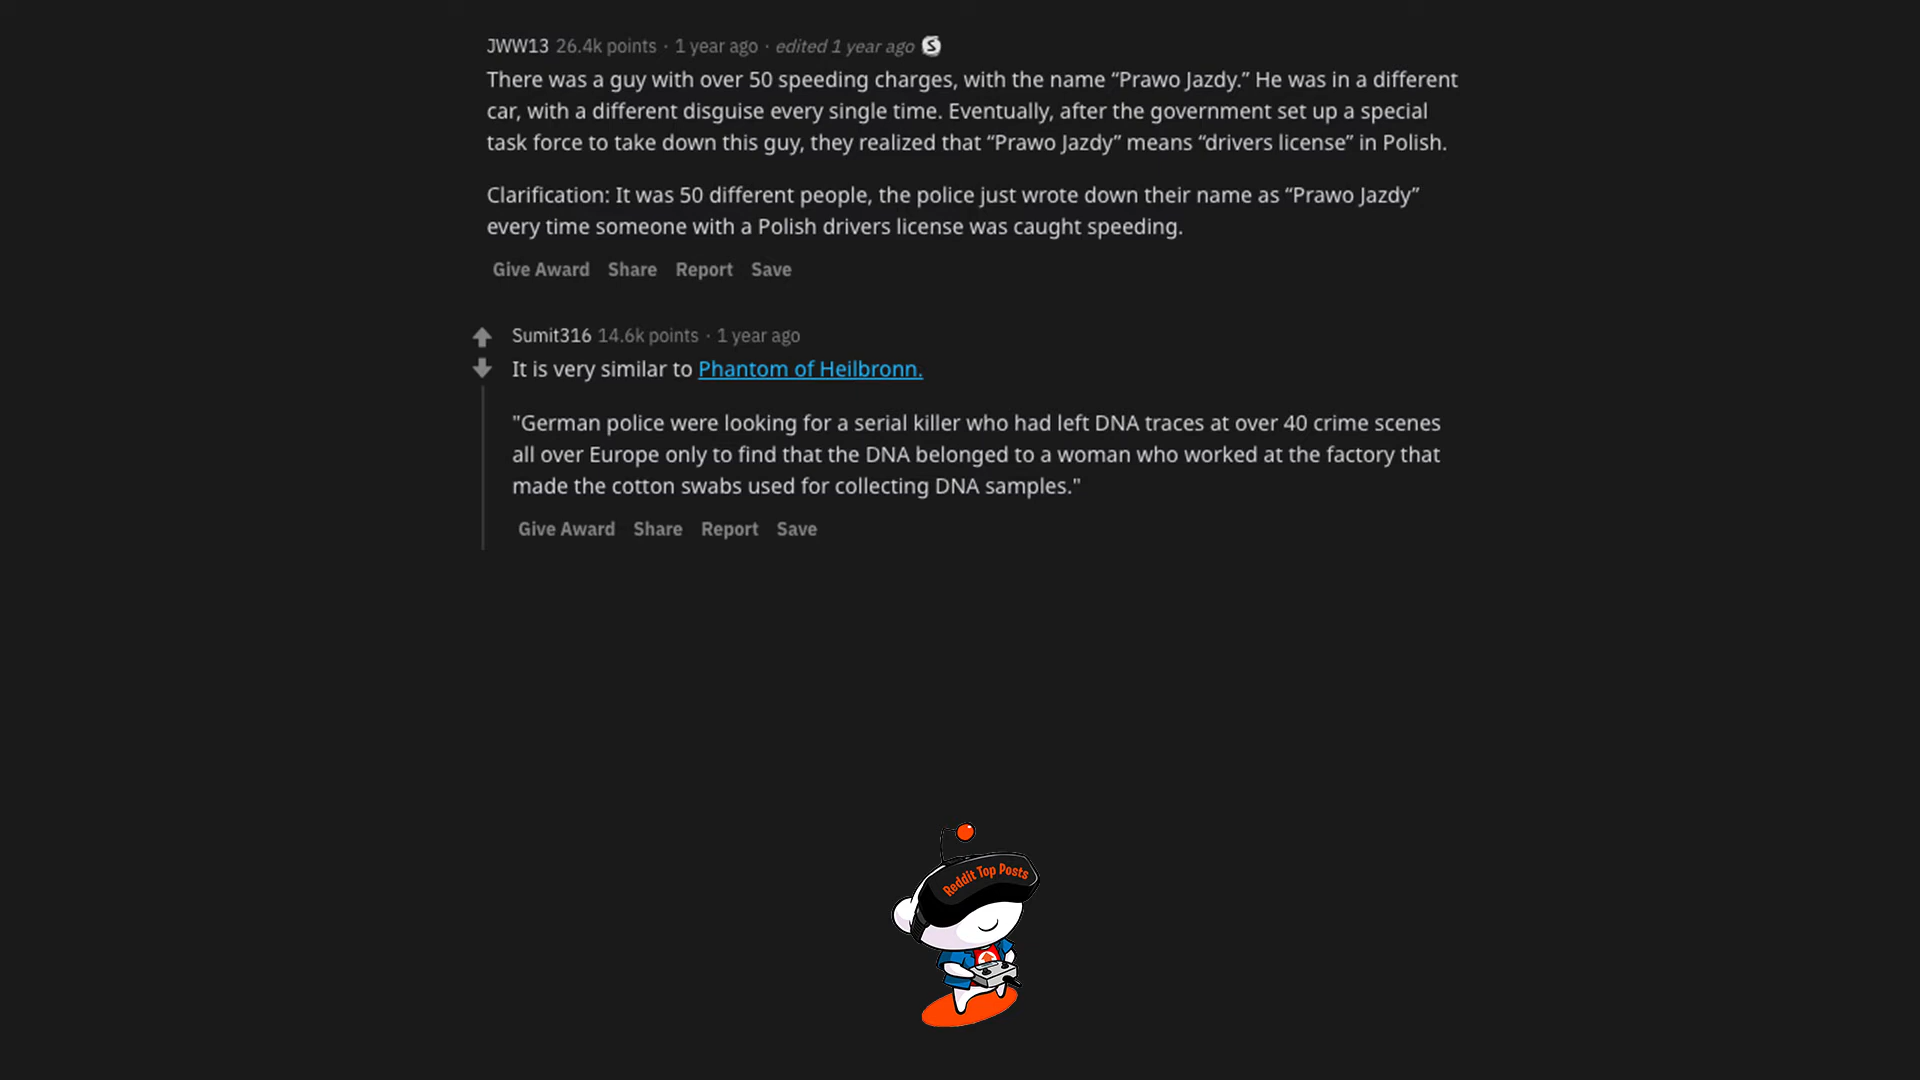 JWW13 26.4k points · 1 year ago · edited 1 year ago S
There was a guy with over 50 speeding charges, with the name “Prawo Jazdy.” He was in a different
car, with a different disguise every single time. Eventually, after the government set up a special
task force to take down this guy, they realized that “Prawo Jazdy” means “drivers license” in Polish.
Clarification: It was 50 different people, the police just wrote down their name as “Prawo Jazdy”
every time someone with a Polish drivers license was caught speeding.
Give Award Share Report Save
Sumit316 14.6k points · 1 year ago
It is very similar to Phantom of Heilbronn.
"German police were looking for a serial killer who had left DNA traces at over 40 crime scenes
all over Europe only to find that the DNA belonged to a woman who worked at the factory that
made the cotton swabs used for collecting DNA samples."
Give Award Share Report Save
Reddit Top Posts